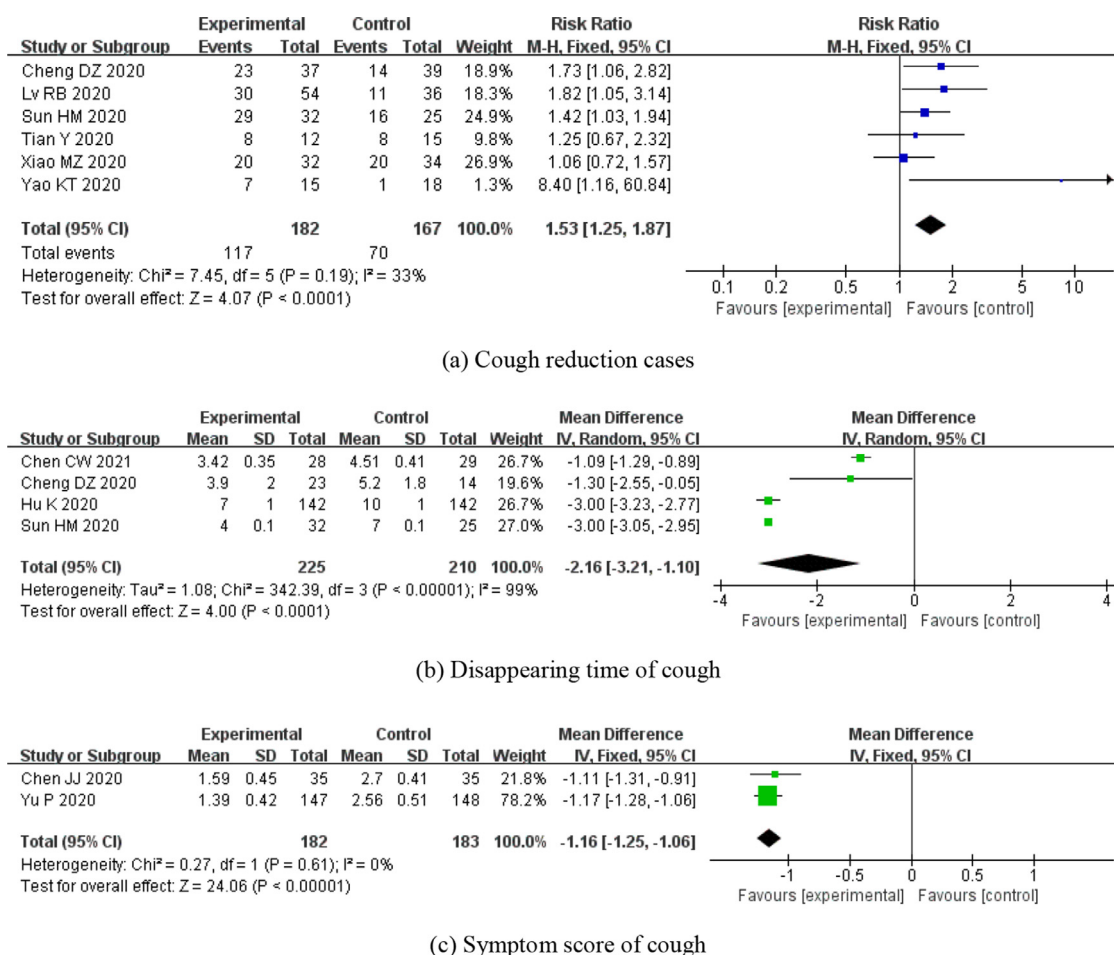 Experimental Control Risk Ratio Risk Ratio
Study or Subgroup Events Total Events Total Weight M-H, Fixed, 95% CI M-H, Fixed, 95% CI
Cheng DZ 2020 23 37 14 39 18.9% 1.73 [1.06, 2.82]
Lv RB 2020 30 54 11 36 18.3% 1.82 [1.05, 3.14]
Sun HM 2020 29 32 16 25 24.9% 1.42 [1.03, 1.94]
Tian Y 2020 8 12 8 15 9.8% 1.25 [0.67, 2.32]
Xiao MZ 2020 20 32 20 34 26.9% 1.06 [0.72, 1.57]
Yao KT 2020 7 15 1 18 1.3% 8.40 [1.16, 60.84]
Total (95% CI) 182 167 100.0% 1.53 [1.25, 1.87]
Total events 117 70
Heterogeneity: Chi² = 7.45, df = 5 (P = 0.19); I² = 33%
Test for overall effect: Z = 4.07 (P < 0.0001)
0.1 0.2 0.5 1 2 5 10
Favours [experimental] Favours [control]
(a) Cough reduction cases
Experimental Control Mean Difference Mean Difference
Study or Subgroup Mean SD Total Mean SD Total Weight IV, Random, 95% CI IV, Random, 95% CI
Chen CW 2021 3.42 0.35 28 4.51 0.41 29 26.7% -1.09 [-1.29, -0.89]
Cheng DZ 2020 3.9 2 23 5.2 1.8 14 19.6% -1.30 [-2.55, -0.05]
Hu K 2020 7 1 142 10 1 142 26.7% -3.00 [-3.23, -2.77]
Sun HM 2020 4 0.1 32 7 0.1 25 27.0% -3.00 [-3.05, -2.95]
Total (95% CI) 225 210 100.0% -2.16 [-3.21, -1.10]
Heterogeneity: Tau² = 1.08; Chi² = 342.39, df = 3 (P < 0.00001); I² = 99%
Test for overall effect: Z = 4.00 (P < 0.0001)
-4 -2 0 2 4
Favours [experimental] Favours [control]
(b) Disappearing time of cough
Experimental Control Mean Difference Mean Difference
Study or Subgroup Mean SD Total Mean SD Total Weight IV, Fixed, 95% CI IV, Fixed, 95% CI
Chen JJ 2020 1.59 0.45 35 2.7 0.41 35 21.8% -1.11 [-1.31, -0.91]
Yu P 2020 1.39 0.42 147 2.56 0.51 148 78.2% -1.17 [-1.28, -1.06]
Total (95% CI) 182 183 100.0% -1.16 [-1.25, -1.06]
Heterogeneity: Chi² = 0.27, df = 1 (P = 0.61); I² = 0%
Test for overall effect: Z = 24.06 (P < 0.00001)
-1 -0.5 0 0.5 1
Favours [experimental] Favours [control]
(c) Symptom score of cough